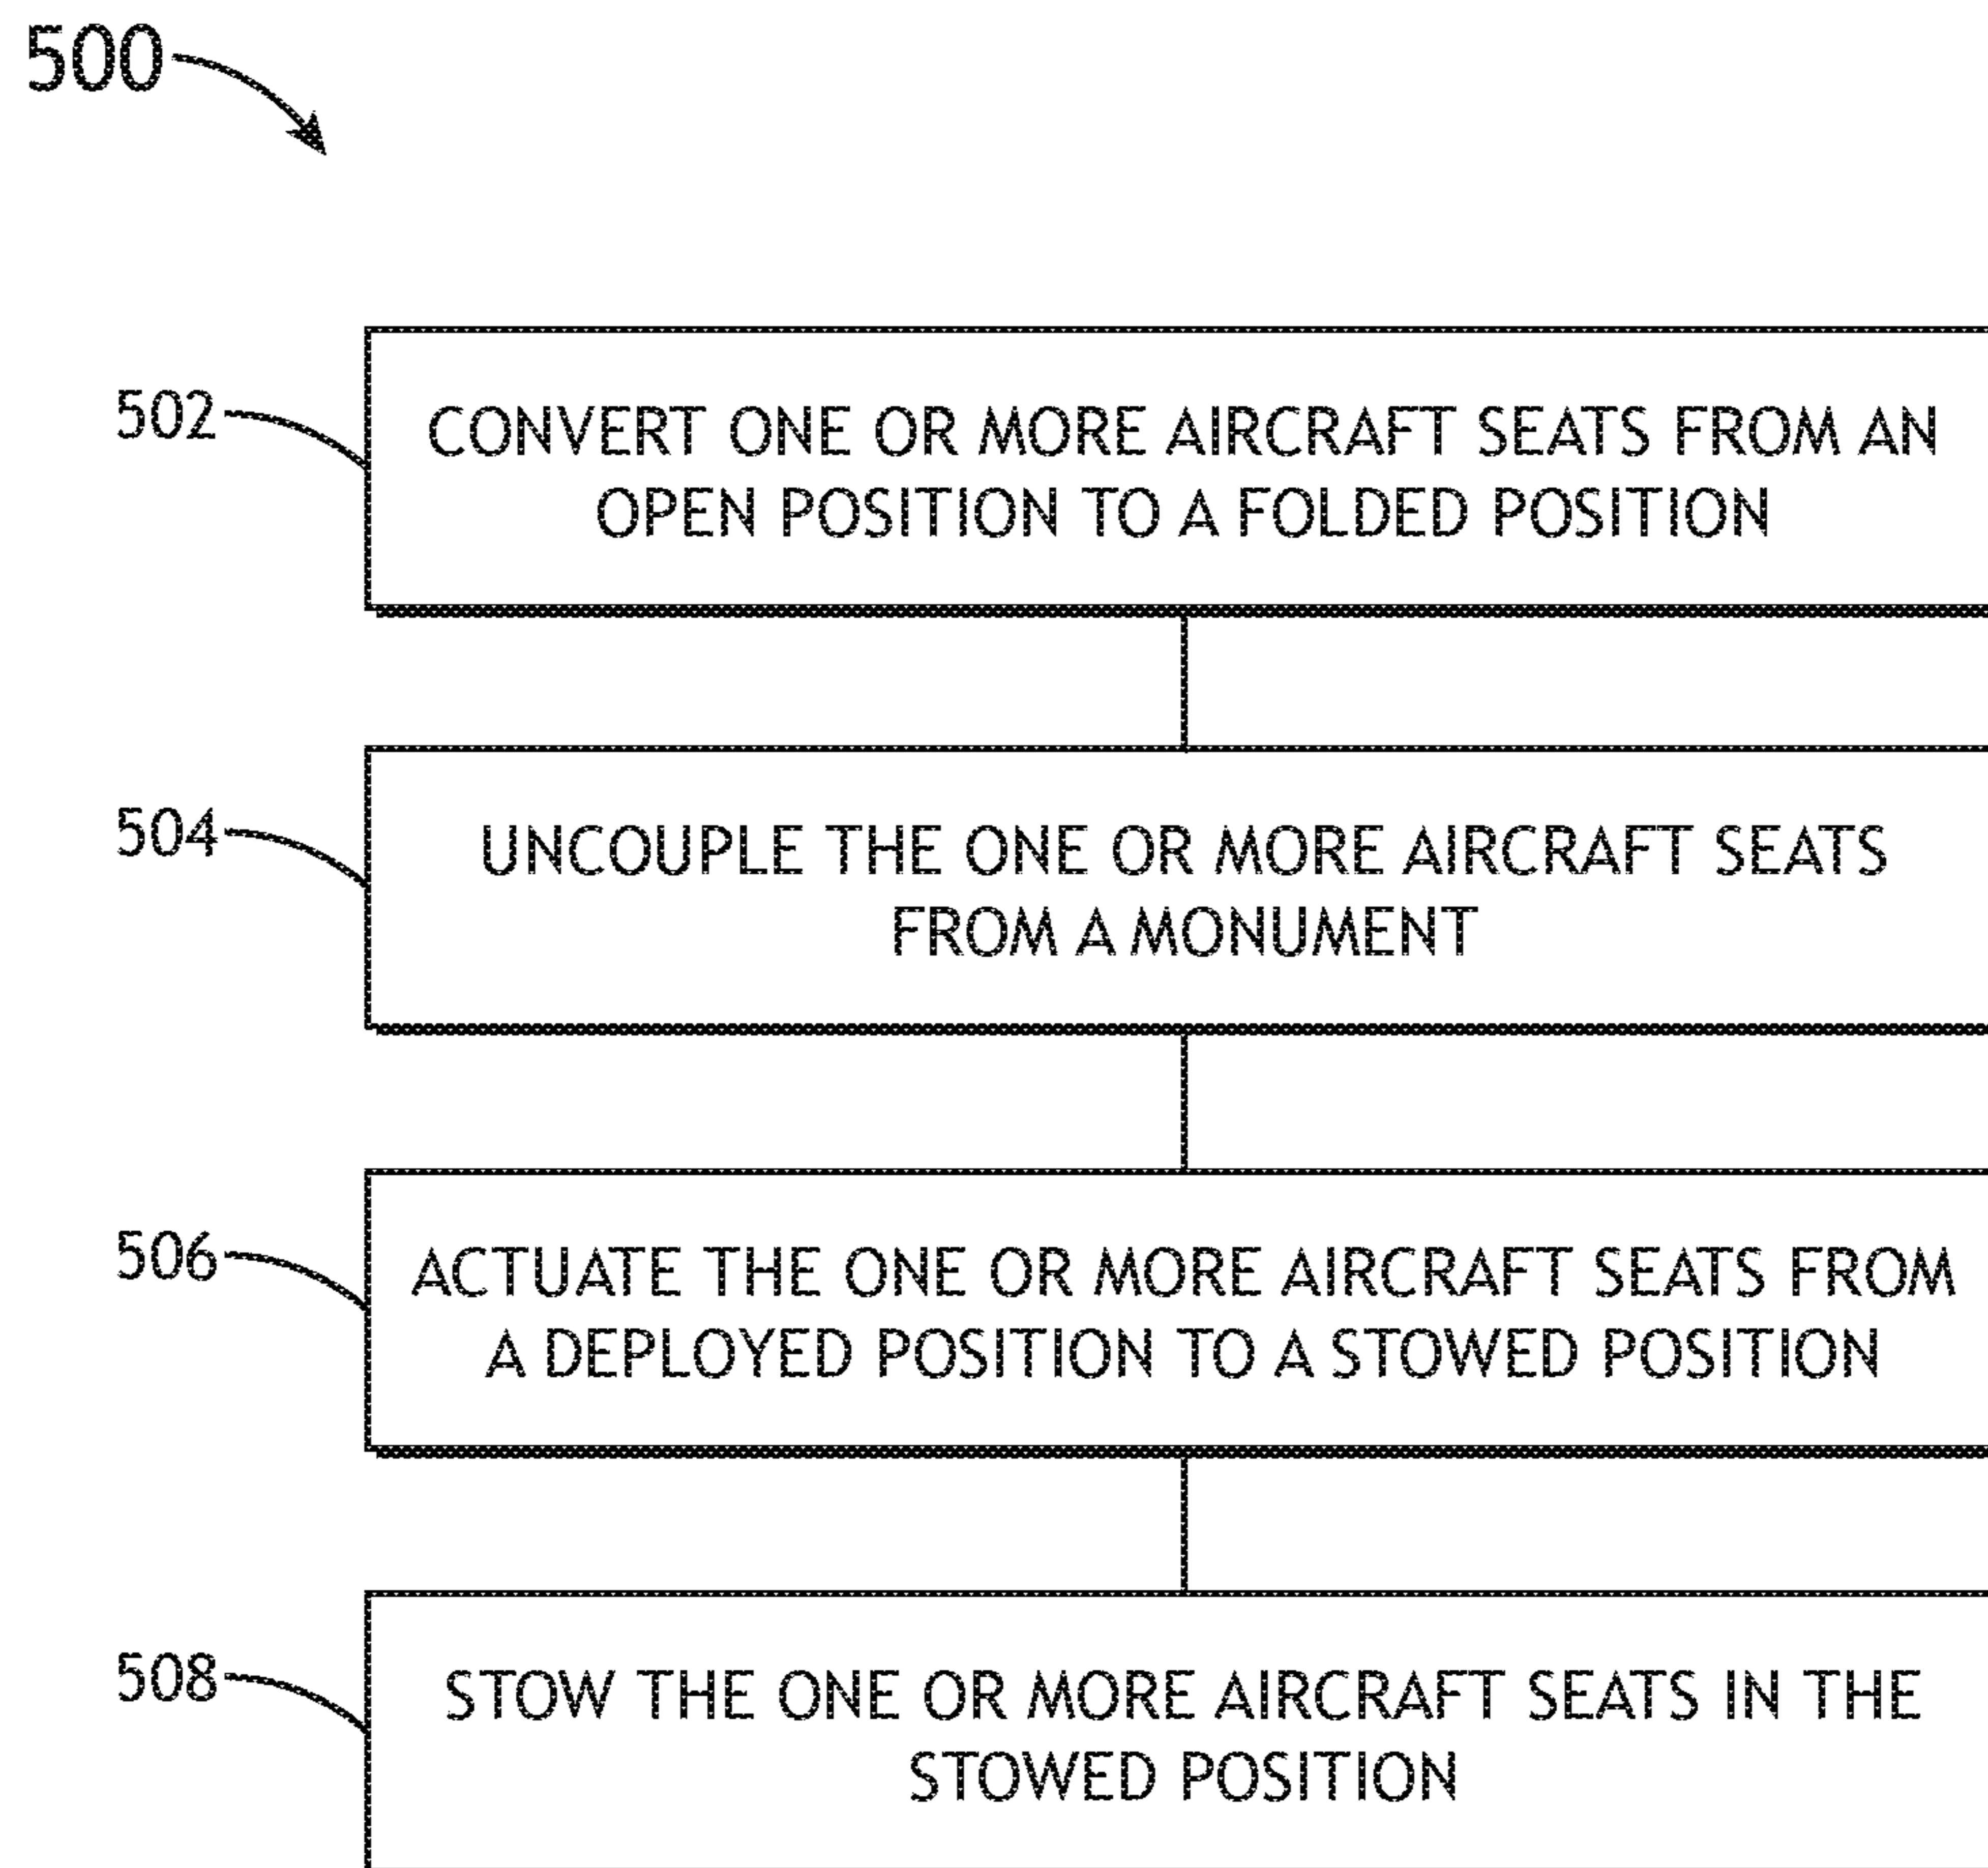 500
502
CONVERT ONE OR MORE AIRCRAFT SEATS FROM AN
OPEN POSITION TO A FOLDED POSITION
504
UNCOUPLE THE ONE OR MORE AIRCRAFT SEATS
FROM A MONUMENT
506
ACTUATE THE ONE OR MORE AIRCRAFT SEATS FROM
A DEPLOYED POSITION TO A STOWED POSITION
508
STOW THE ONE OR MORE AIRCRAFT SEATS IN THE
STOWED POSITION